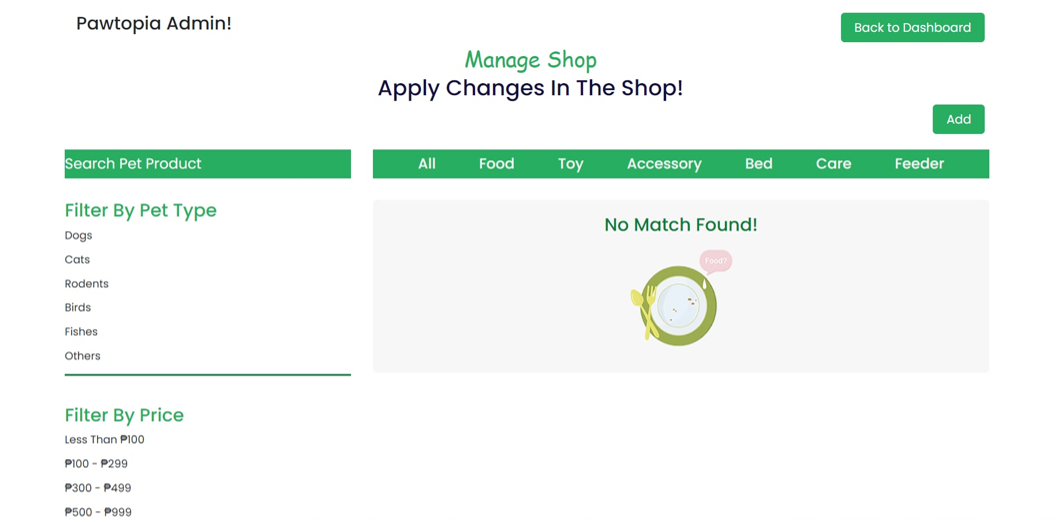 Pawtopia Admin!
Back to Dashboard
Manage Shop
Apply Changes In The Shop!
Add
Search Pet Product
All Food Toy Accessory Bed Care Feeder
Filter By Pet Type
Dogs
Cats
Rodents
Birds
Fishes
Others
No Match Found!
Food?
Filter By Price
Less Than ₱100
₱100 - ₱299
₱300 - ₱499
₱500 - ₱999